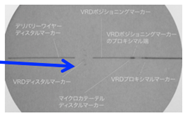 VRDポジショニングマーカー
デリバリーワイヤー
ディスタルマーカー
VRDポジショニングマーカー
のプロキシマル端
VRDディスタルマーカー
VRDプロキシマルマーカー
マイクロカテーテル
ディスタルマーカー